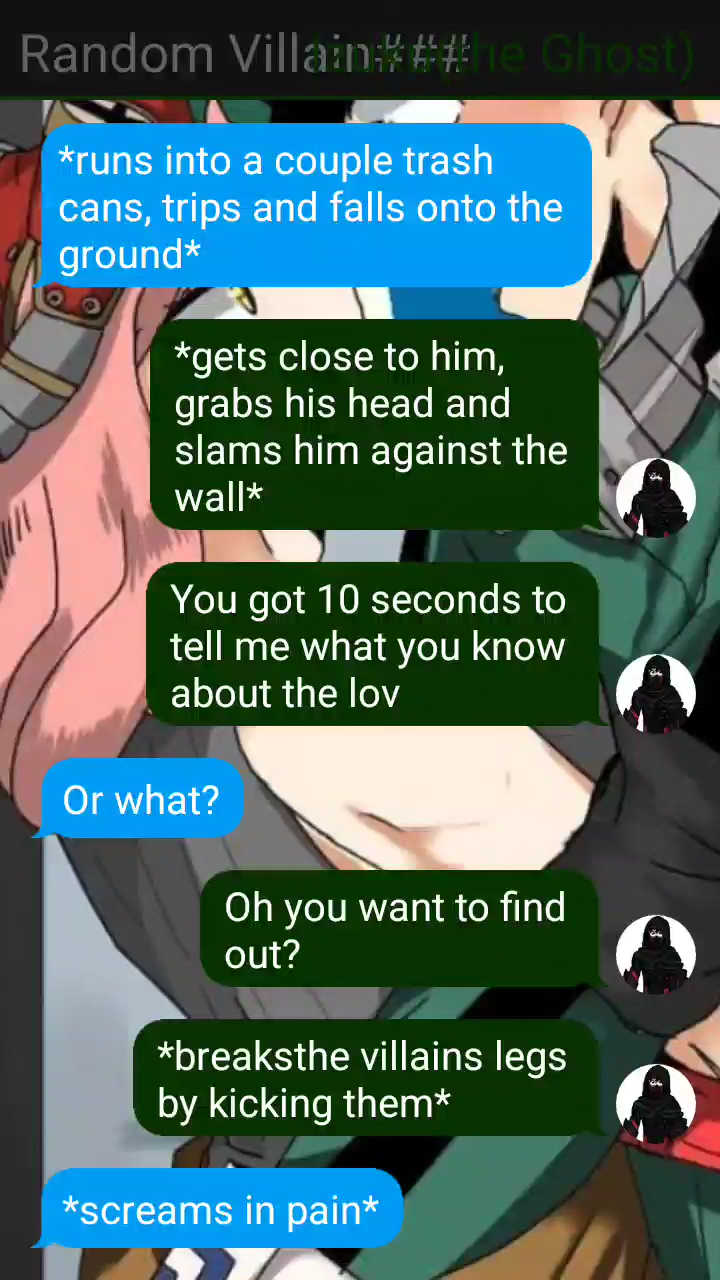 Random Villain### the Ghost)
*runs into a couple trash
cans, trips and falls onto the
ground*
*gets close to him,
grabs his head and
slams him against the
wall*
You got 10 seconds to
tell me what you know
about the lov
Or what?
Oh you want to find
out?
*breaksthe villains legs
by kicking them*
*screams in pain*